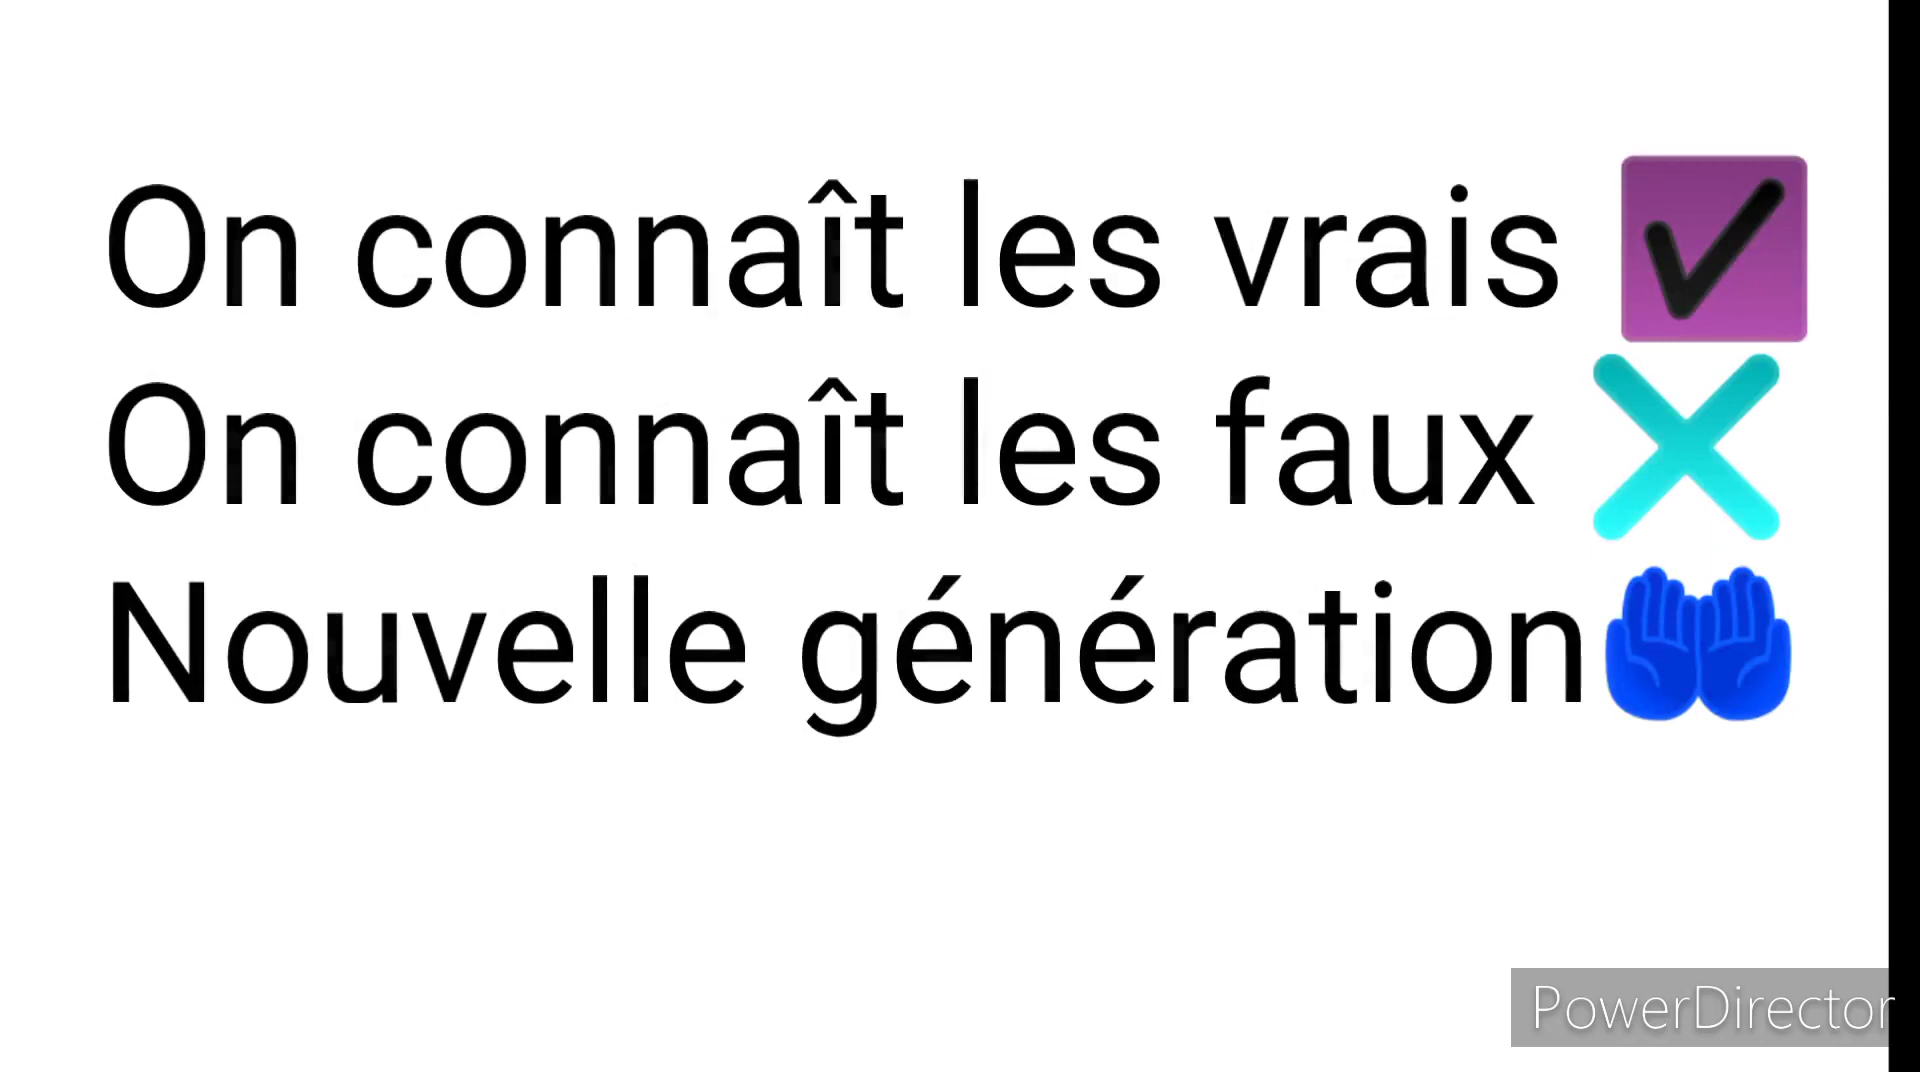 On connaît les vrais ✔
On connaît les faux ❌
Nouvelle génération🤲
PowerDirector